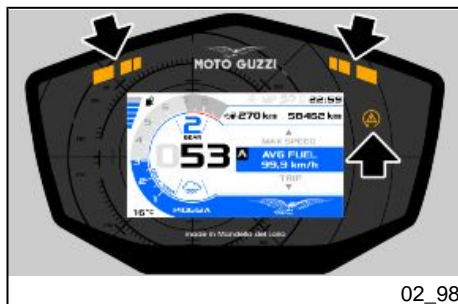 MOTO GUZZI
22:59
270 km 58462 km
2
GEAR
MAX SPEED
053
A
AVG FUEL
99,9 km/h
TRIP
PIOGGIA
16°C
made in Mandello del Lario
02_98